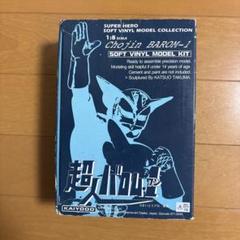 SUPER HERO
SOFT VINYL MODEL COLLECTION
1:8 SCALE
Chojin BAROM-1
SOFT VINYL MODEL KIT
Ready to assemble precision model.
Modeling skill helpful if under 14 years of age.
Cement and paint are not included.
Sculptured By KATSUO TAKUMA
超人バロム・1
KAIYODO